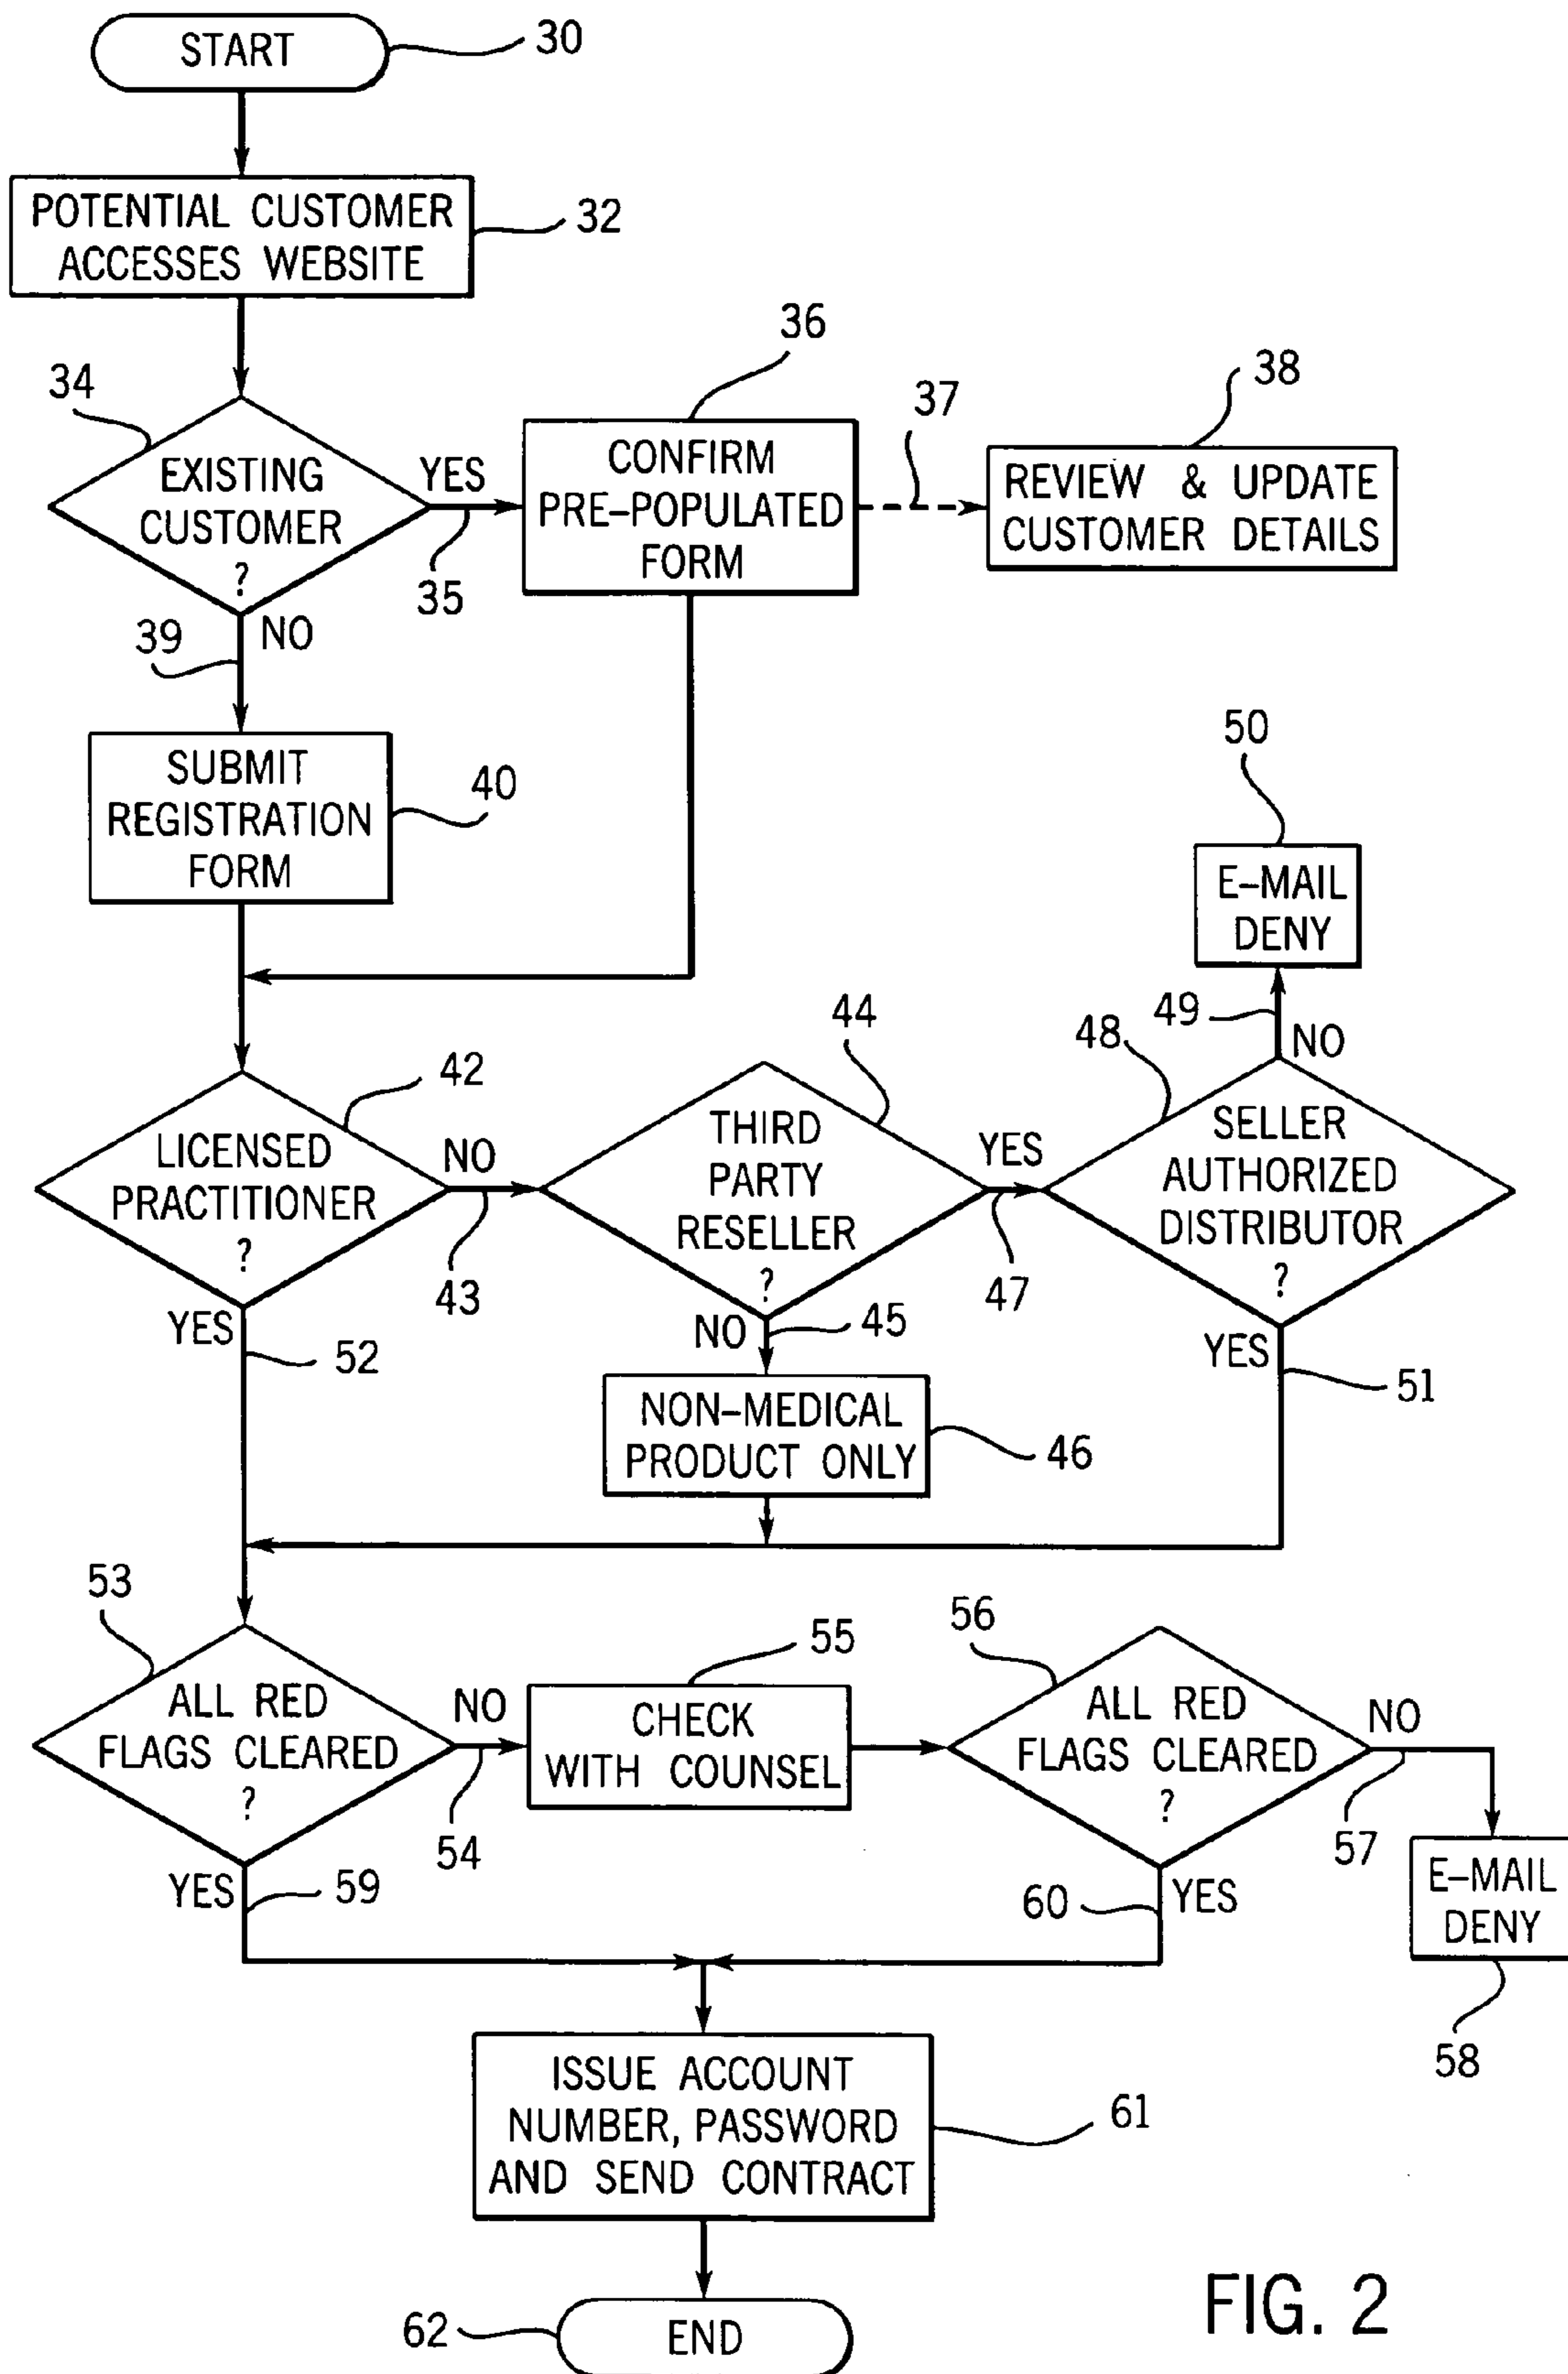 START
30
POTENTIAL CUSTOMER
ACCESSES WEBSITE
32
34
EXISTING
CUSTOMER
?
YES
35
36
CONFIRM
PRE-POPULATED
FORM
37
38
REVIEW & UPDATE
CUSTOMER DETAILS
39
NO
SUBMIT
REGISTRATION
FORM
40
42
LICENSED
PRACTITIONER
?
NO
43
44
THIRD
PARTY
RESELLER
?
YES
47
48
SELLER
AUTHORIZED
DISTRIBUTOR
?
49
NO
50
E-MAIL
DENY
NO
45
NON-MEDICAL
PRODUCT ONLY
46
YES
51
YES
52
53
ALL RED
FLAGS CLEARED
?
NO
54
55
CHECK
WITH COUNSEL
56
ALL RED
FLAGS CLEARED
?
NO
57
E-MAIL
DENY
58
YES
59
60
YES
ISSUE ACCOUNT
NUMBER, PASSWORD
AND SEND CONTRACT
61
62
END
FIG. 2